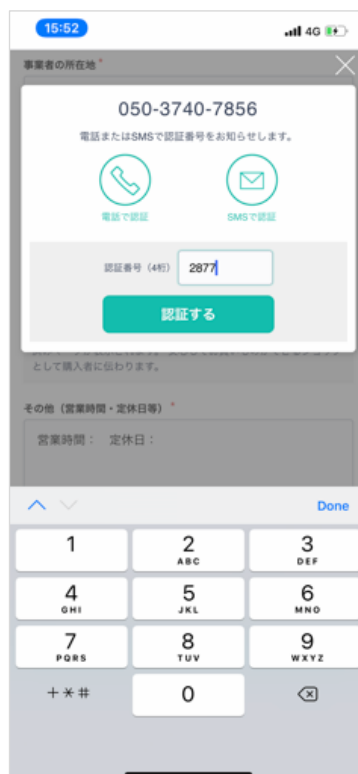 15:52
4G
事業者の所在地 *
050-3740-7856
電話またはSMSで認証番号をお知らせします。
電話で認証
SMSで認証
認証番号（4桁）
2877
認証する
として購入者に伝わります。
その他（営業時間・定休日等） *
営業時間：　定休日：
Done
1
2
ABC
3
DEF
4
GHI
5
JKL
6
MNO
7
PQRS
8
TUV
9
WXYZ
+*#
0